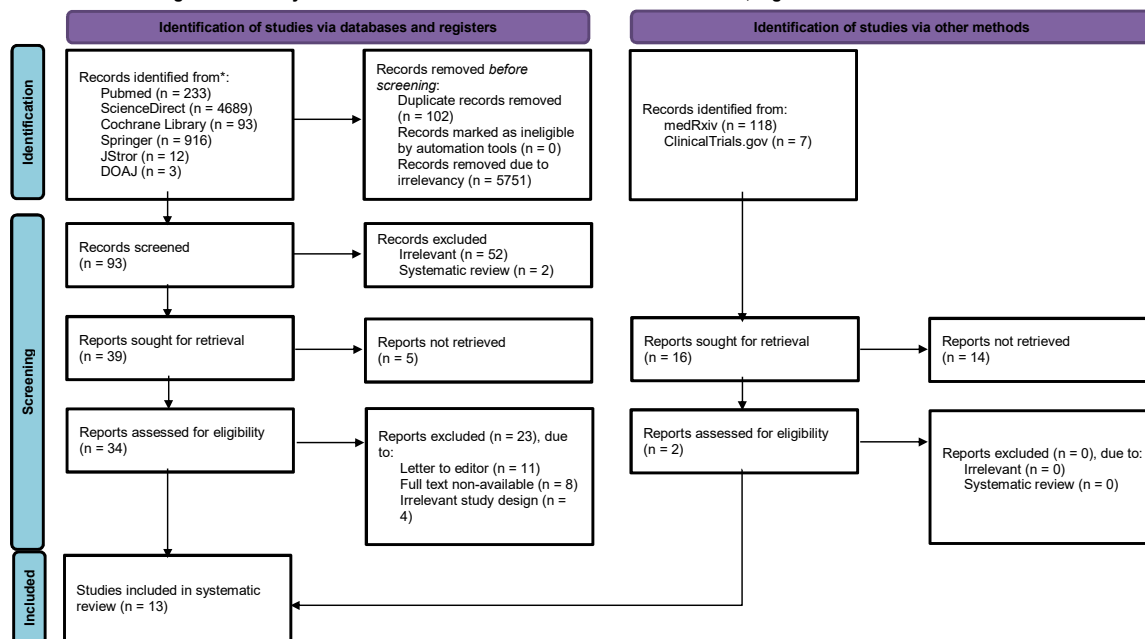 Identification of studies via databases and registers
Identification of studies via other methods
Identification
Records identified from*:
Pubmed (n = 233)
ScienceDirect (n = 4689)
Cochrane Library (n = 93)
Springer (n = 916)
JStror (n = 12)
DOAJ (n = 3)
Records removed before
screening:
Duplicate records removed
(n = 102)
Records marked as ineligible
by automation tools (n = 0)
Records removed due to
irrelevancy (n = 5751)
Records identified from:
medRxiv (n = 118)
ClinicalTrials.gov (n = 7)
Screening
Records screened
(n = 93)
Records excluded
Irrelevant (n = 52)
Systematic review (n = 2)
Reports sought for retrieval
(n = 39)
Reports not retrieved
(n = 5)
Reports sought for retrieval
(n = 16)
Reports not retrieved
(n = 14)
Reports assessed for eligibility
(n = 34)
Reports excluded (n = 23), due
to:
Letter to editor (n = 11)
Full text non-available (n = 8)
Irrelevant study design (n =
4)
Reports assessed for eligibility
(n = 2)
Reports excluded (n = 0), due to:
Irrelevant (n = 0)
Systematic review (n = 0)
Included
Studies included in systematic
review (n = 13)